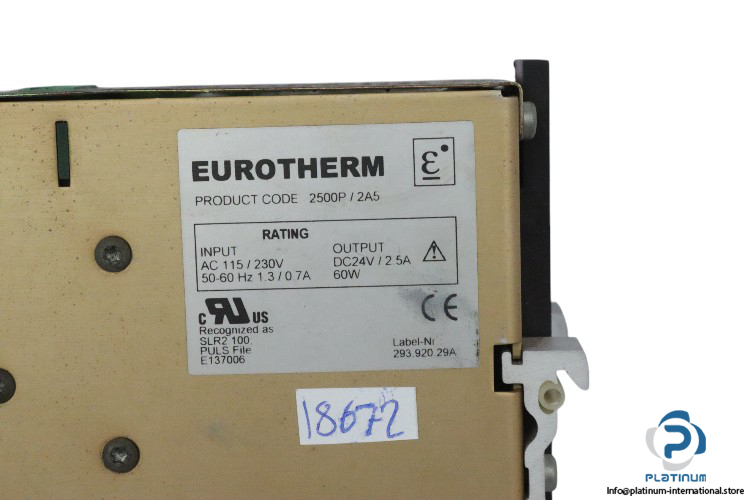 EUROTHERM
ε
PRODUCT CODE 2500P / 2A5
RATING
INPUT
AC 115 / 230V
50-60 Hz 1.3 / 0.7A
OUTPUT
DC24V / 2.5A
60W
c RU US
CE
Recognized as
SLR2 100
PULS File
E137006
Label-Nr
293.920.29A
18672
PLATINUM
Info@platinum-international.store